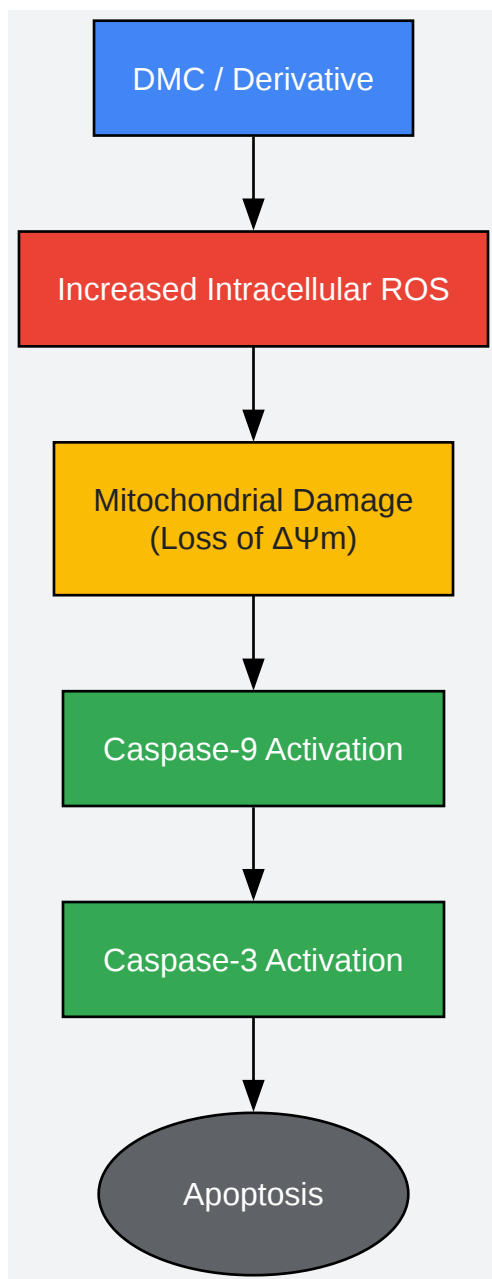 DMC / Derivative
Increased Intracellular ROS
Mitochondrial Damage
(Loss of ΔΨm)
Caspase-9 Activation
Caspase-3 Activation
Apoptosis